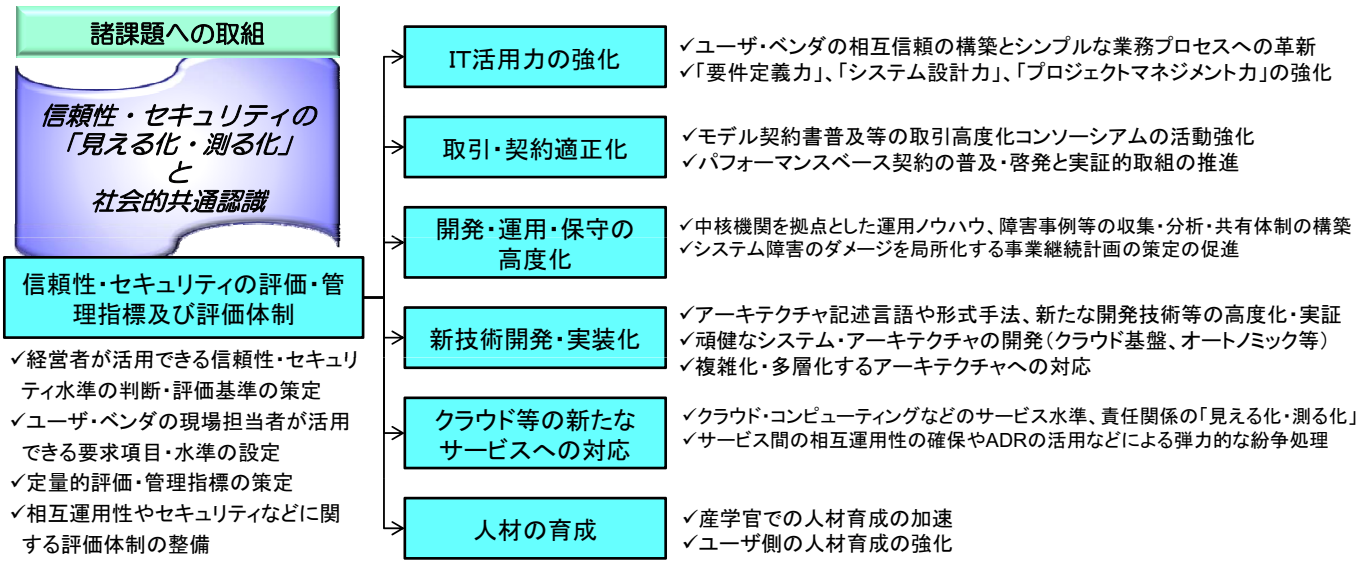 諸課題への取組
信頼性・セキュリティの
「見える化・測る化」
と
社会的共通認識
信頼性・セキュリティの評価・管
理指標及び評価体制
✓経営者が活用できる信頼性・セキュリ
ティ水準の判断・評価基準の策定
✓ユーザ・ベンダの現場担当者が活用
できる要求項目・水準の設定
✓定量的評価・管理指標の策定
✓相互運用性やセキュリティなどに関
する評価体制の整備
IT活用力の強化
✓ユーザ・ベンダの相互信頼の構築とシンプルな業務プロセスへの革新
✓「要件定義力」、「システム設計力」、「プロジェクトマネジメント力」の強化
取引・契約適正化
✓モデル契約書普及等の取引高度化コンソーシアムの活動強化
✓パフォーマンスベース契約の普及・啓発と実証的取組の推進
開発・運用・保守の
高度化
✓中核機関を拠点とした運用ノウハウ、障害事例等の収集・分析・共有体制の構築
✓システム障害のダメージを局所化する事業継続計画の策定の促進
新技術開発・実装化
✓アーキテクチャ記述言語や形式手法、新たな開発技術等の高度化・実証
✓頑健なシステム・アーキテクチャの開発（クラウド基盤、オートノミック等）
✓複雑化・多層化するアーキテクチャへの対応
クラウド等の新たな
サービスへの対応
✓クラウド・コンピューティングなどのサービス水準、責任関係の「見える化・測る化」
✓サービス間の相互運用性の確保やADRの活用などによる弾力的な紛争処理
人材の育成
✓産学官での人材育成の加速
✓ユーザ側の人材育成の強化